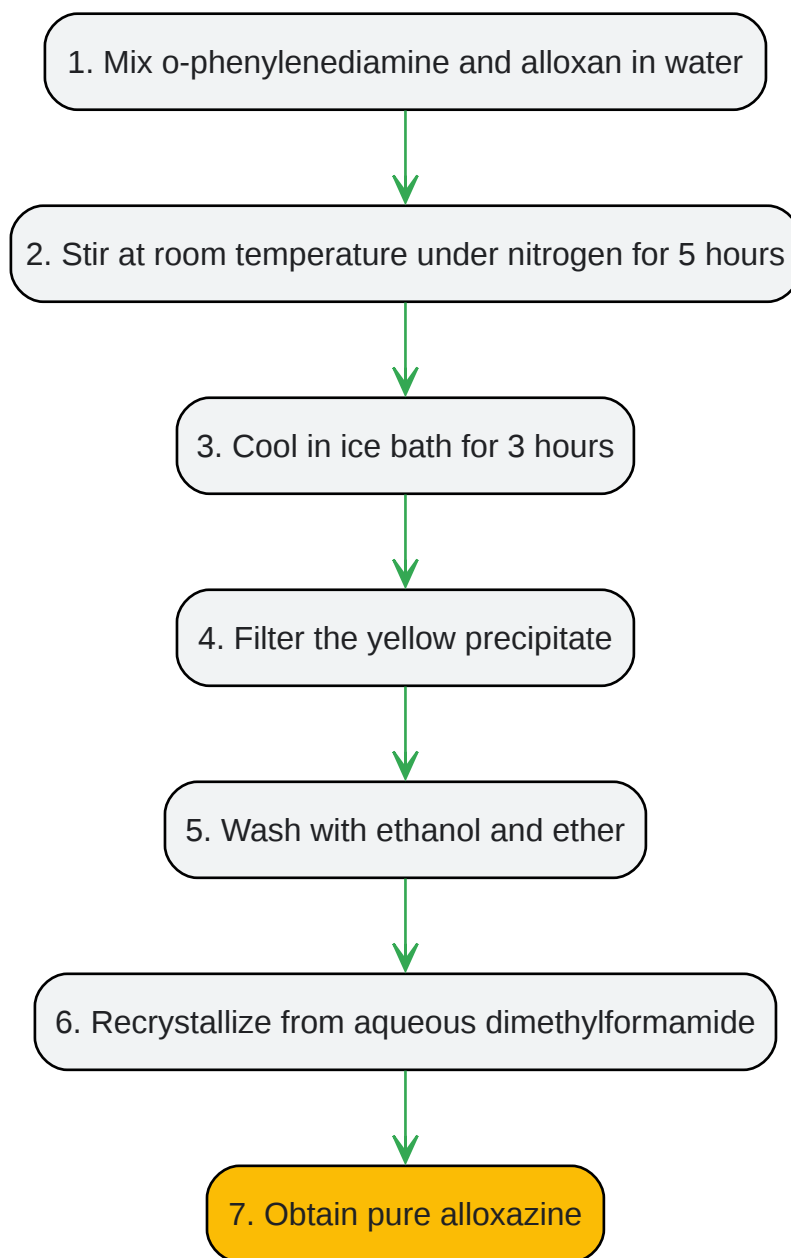 1. Mix o-phenylenediamine and alloxan in water
2. Stir at room temperature under nitrogen for 5 hours
3. Cool in ice bath for 3 hours
4. Filter the yellow precipitate
5. Wash with ethanol and ether
6. Recrystallize from aqueous dimethylformamide
7. Obtain pure alloxazine